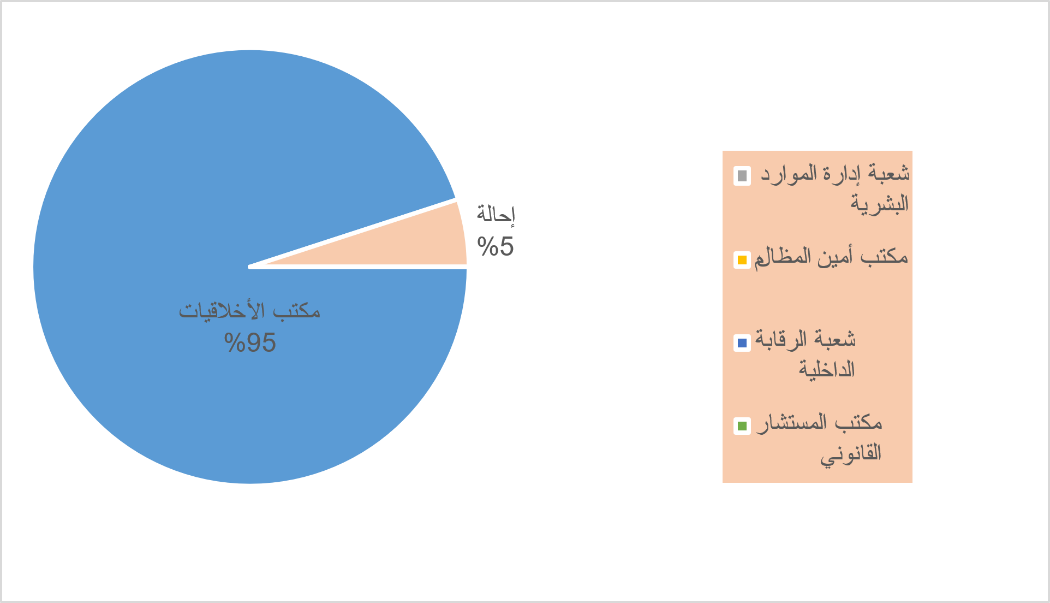 إحالة
%5
مكتب الأخلاقيات
%95
شعبة إدارة الموارد
البشرية
مكتب أمين المظالم
شعبة الرقابة
الداخلية
مكتب المستشار
القانوني